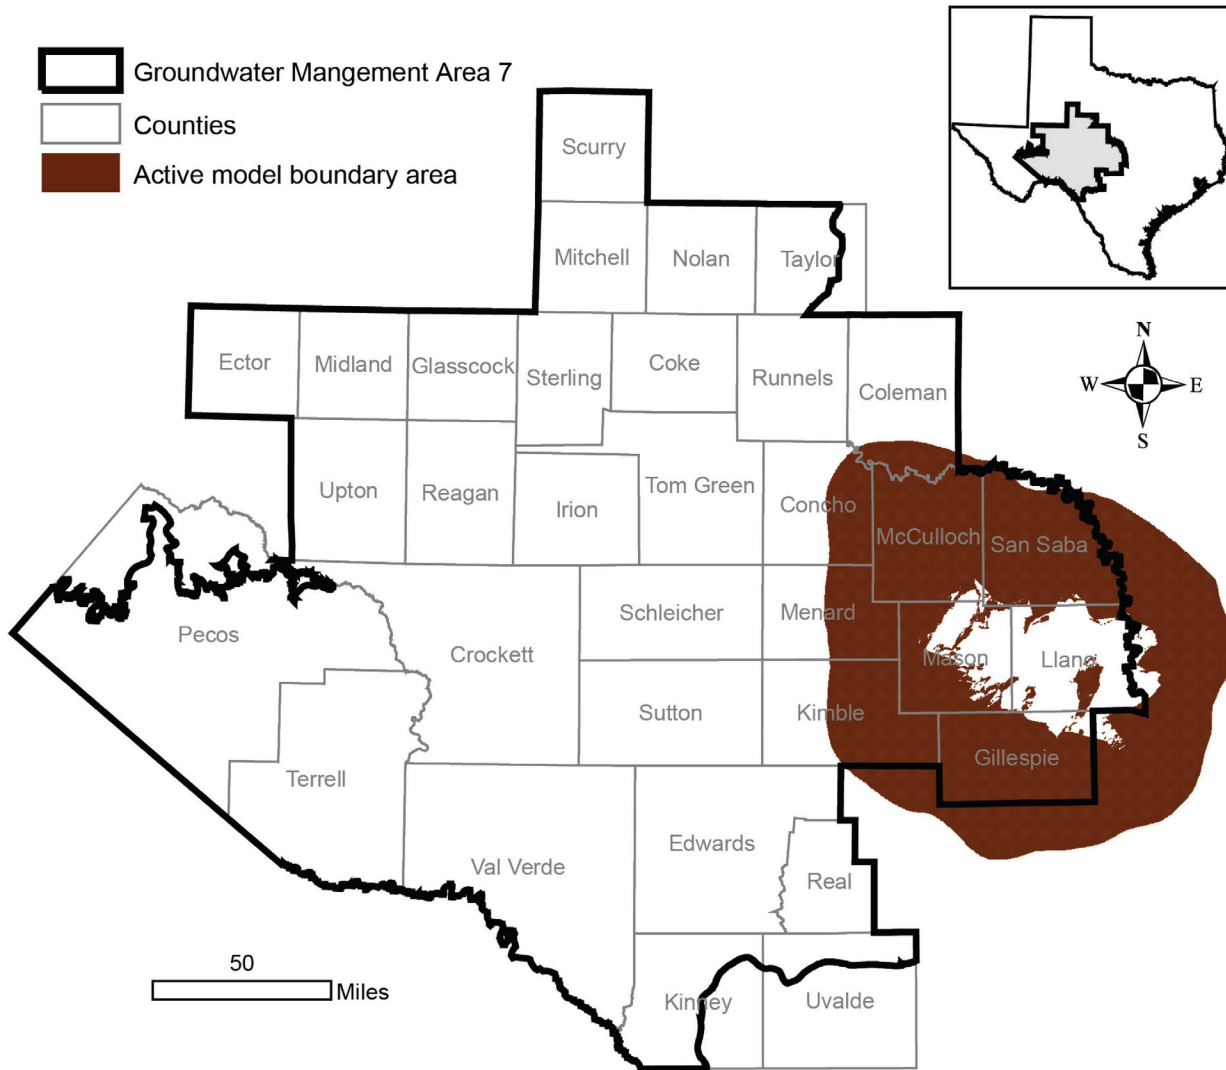 Groundwater Mangement Area 7
Counties
Active model boundary area
Scurry
Mitchell
Nolan
Taylor
Ector
Midland
Glasscock
Sterling
Coke
Runnels
Coleman
N
W
E
S
Upton
Reagan
Irion
Tom Green
Concho
McCulloch
San Saba
Pecos
Crockett
Schleicher
Menard
Mason
Llano
Sutton
Kimble
Gillespie
Terrell
Val Verde
Edwards
Real
Kinney
Uvalde
50
Miles